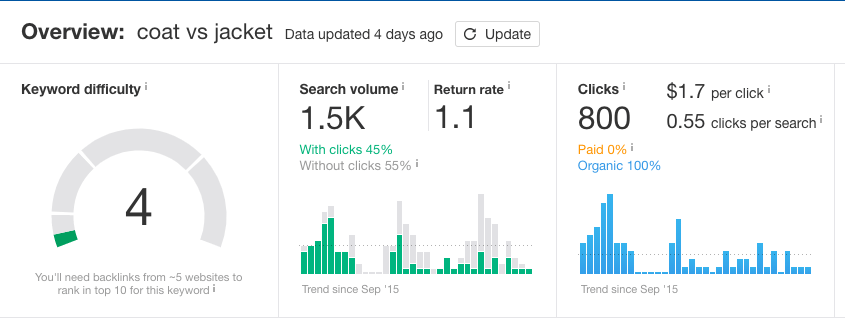 Overview: coat vs jacket Data updated 4 days ago Update
Keyword difficulty i
4
You'll need backlinks from ~5 websites to
rank in top 10 for this keyword i
Search volume i
1.5K
With clicks 45%
Without clicks 55% i
Trend since Sep '15
Return rate i
1.1
Clicks i
800
Paid 0% i
Organic 100%
$1.7 per click i
0.55 clicks per search i
Trend since Sep '15